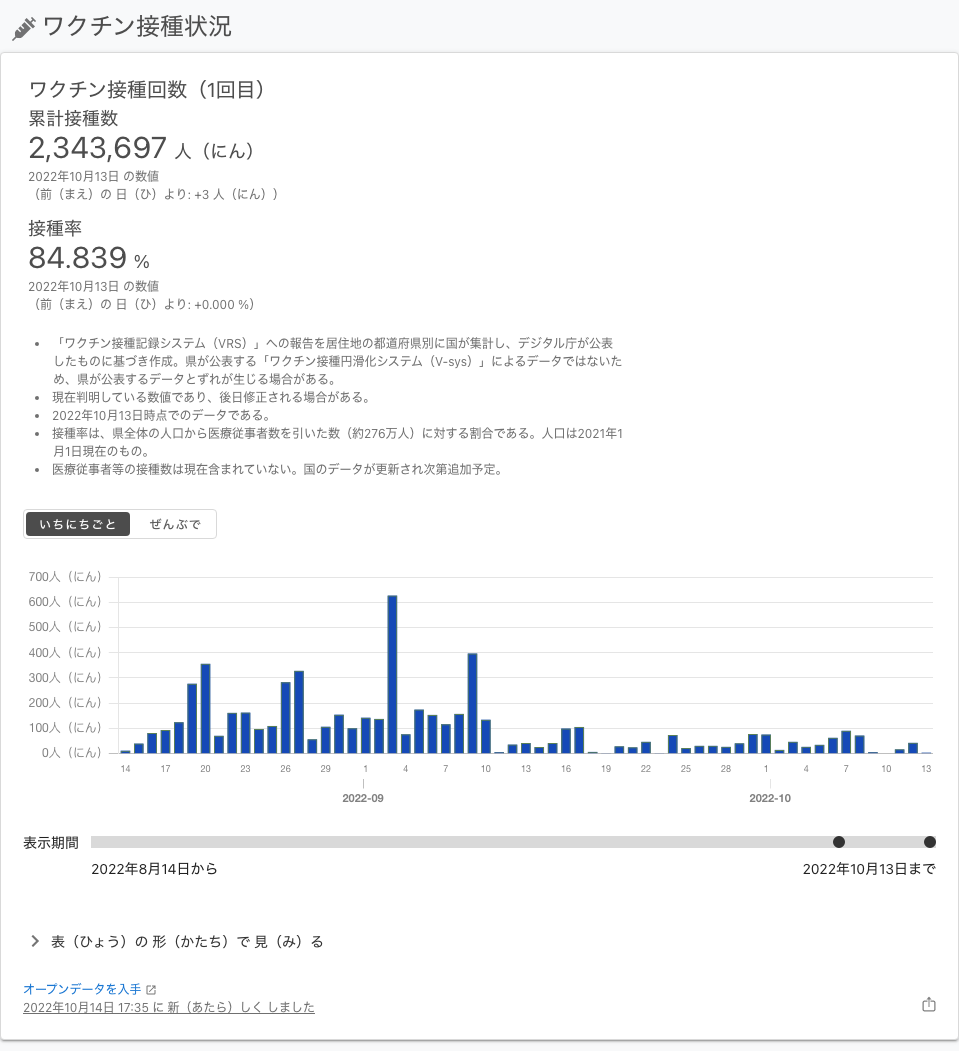 ワクチン接種状況
ワクチン接種回数（1回目）
累計接種数
2,343,697 人（にん）
2022年10月13日 の数値
（前（まえ）の 日（ひ）より: +3 人（にん））
接種率
84.839 %
2022年10月13日 の数値
（前（まえ）の 日（ひ）より: +0.000 %）
• 「ワクチン接種記録システム（VRS）」への報告を居住地の都道府県別に国が集計し、デジタル庁が公表
したものに基づき作成。県が公表する「ワクチン接種円滑化システム（V-sys）」によるデータではないた
め、県が公表するデータとずれが生じる場合がある。
• 現在判明している数値であり、後日修正される場合がある。
• 2022年10月13日時点でのデータである。
• 接種率は、県全体の人口から医療従事者数を引いた数（約276万人）に対する割合である。人口は2021年1
月1日現在のもの。
• 医療従事者等の接種数は現在含まれていない。国のデータが更新され次第追加予定。
いちにちごと ぜんぶで
700人（にん）
600人（にん）
500人（にん）
400人（にん）
300人（にん）
200人（にん）
100人（にん）
0人（にん）
14 17 20 23 26 29 1 4 7 10 13 16 19 22 25 28 1 4 7 10 13
2022-09 2022-10
表示期間
2022年8月14日から 2022年10月13日まで
表（ひょう）の 形（かたち）で 見（み）る
オープンデータを入手
2022年10月14日 17:35 に 新（あたら）しく しました